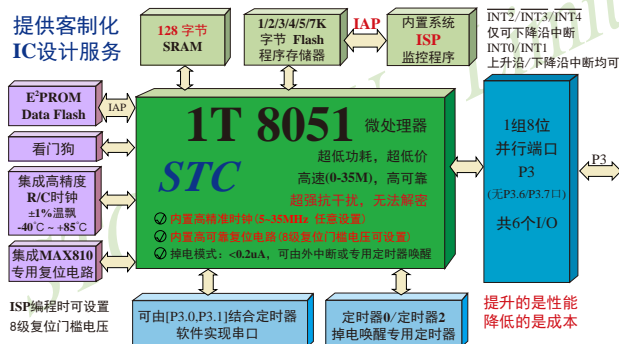 提供客制化
IC设计服务
128 字节
SRAM
1/2/3/4/5/7K
字节 Flash
程序存储器
IAP
内置系统
ISP
监控程序
INT2/INT3/INT4
仅可下降沿中断
INT0/INT1
上升沿/下降沿中断均可
E²PROM
Data Flash
IAP
看门狗
集成高精度
R/C时钟
±1%温飘
-40℃ ~ +85℃
集成MAX810
专用复位电路
ISP编程时可设置
8级复位门槛电压
1T 8051 微处理器
STC
超低功耗，超低价
高速(0-35M)，高可靠
超强抗干扰，无法解密
内置高精准时钟(5~35MHz 任意设置)
内置高可靠复位电路(8级复位门槛电压可设置)
掉电模式：<0.2uA，可由外中断或专用定时器唤醒
1组8位
并行端口
P3
(无P3.6/P3.7口)
共6个I/O
P3
可由[P3.0,P3.1]结合定时器
软件实现串口
定时器0/定时器2
掉电唤醒专用定时器
提升的是性能
降低的是成本